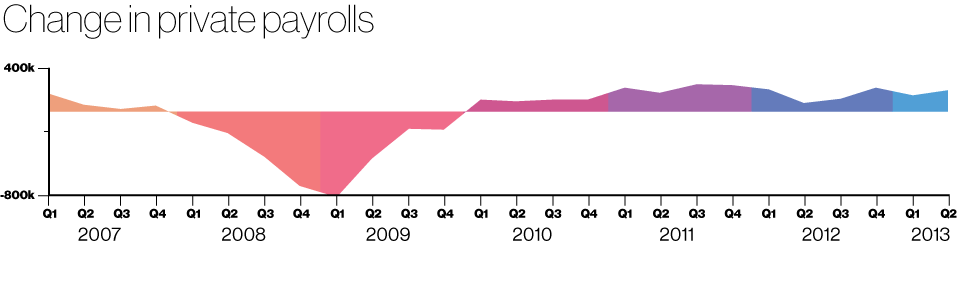 Change in private payrolls
400k
-800k
Q1 Q2 Q3 Q4 Q1 Q2 Q3 Q4 Q1 Q2 Q3 Q4 Q1 Q2 Q3 Q4 Q1 Q2 Q3 Q4 Q1 Q2 Q3 Q4 Q1 Q2
2007 2008 2009 2010 2011 2012 2013